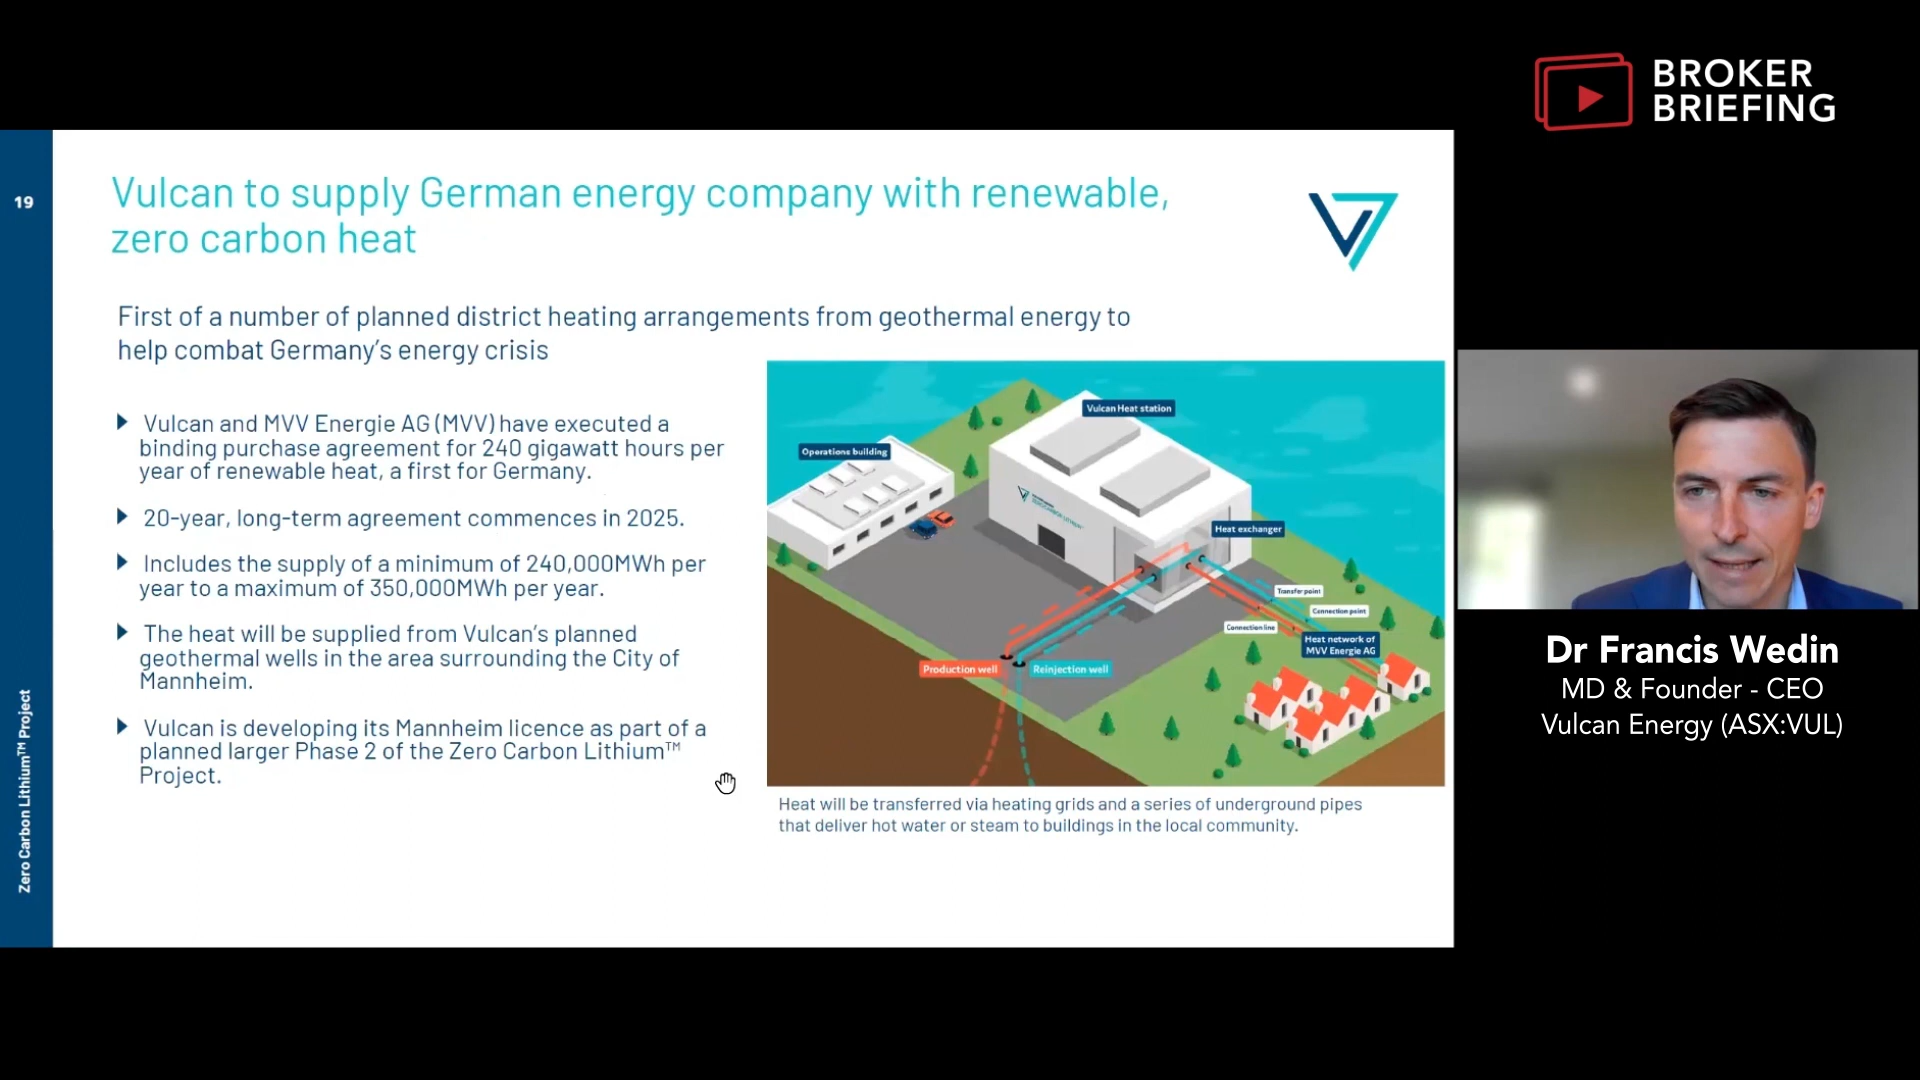 BROKER
BRIEFING
19
Vulcan to supply German energy company with renewable,
zero carbon heat
First of a number of planned district heating arrangements from geothermal energy to
help combat Germany's energy crisis
Vulcan and MVV Energie AG (MVV) have executed a
binding purchase agreement for 240 gigawatt hours per
year of renewable heat, a first for Germany.
20-year, long-term agreement commences in 2025.
Includes the supply of a minimum of 240,000MWh per
year to a maximum of 350,000MWh per year.
The heat will be supplied from Vulcan's planned
geothermal wells in the area surrounding the City of
Mannheim.
Vulcan is developing its Mannheim licence as part of a
planned larger Phase 2 of the Zero Carbon Lithium™
Project.
Vulcan Heat station
Operations building
Heat exchanger
Transfer point
Connection point
Connection line
Heat network of
MVV Energie AG
Production well
Reinjection well
Heat will be transferred via heating grids and a series of underground pipes
that deliver hot water or steam to buildings in the local community.
Zero Carbon Lithium™ Project
Dr Francis Wedin
MD & Founder - CEO
Vulcan Energy (ASX:VUL)